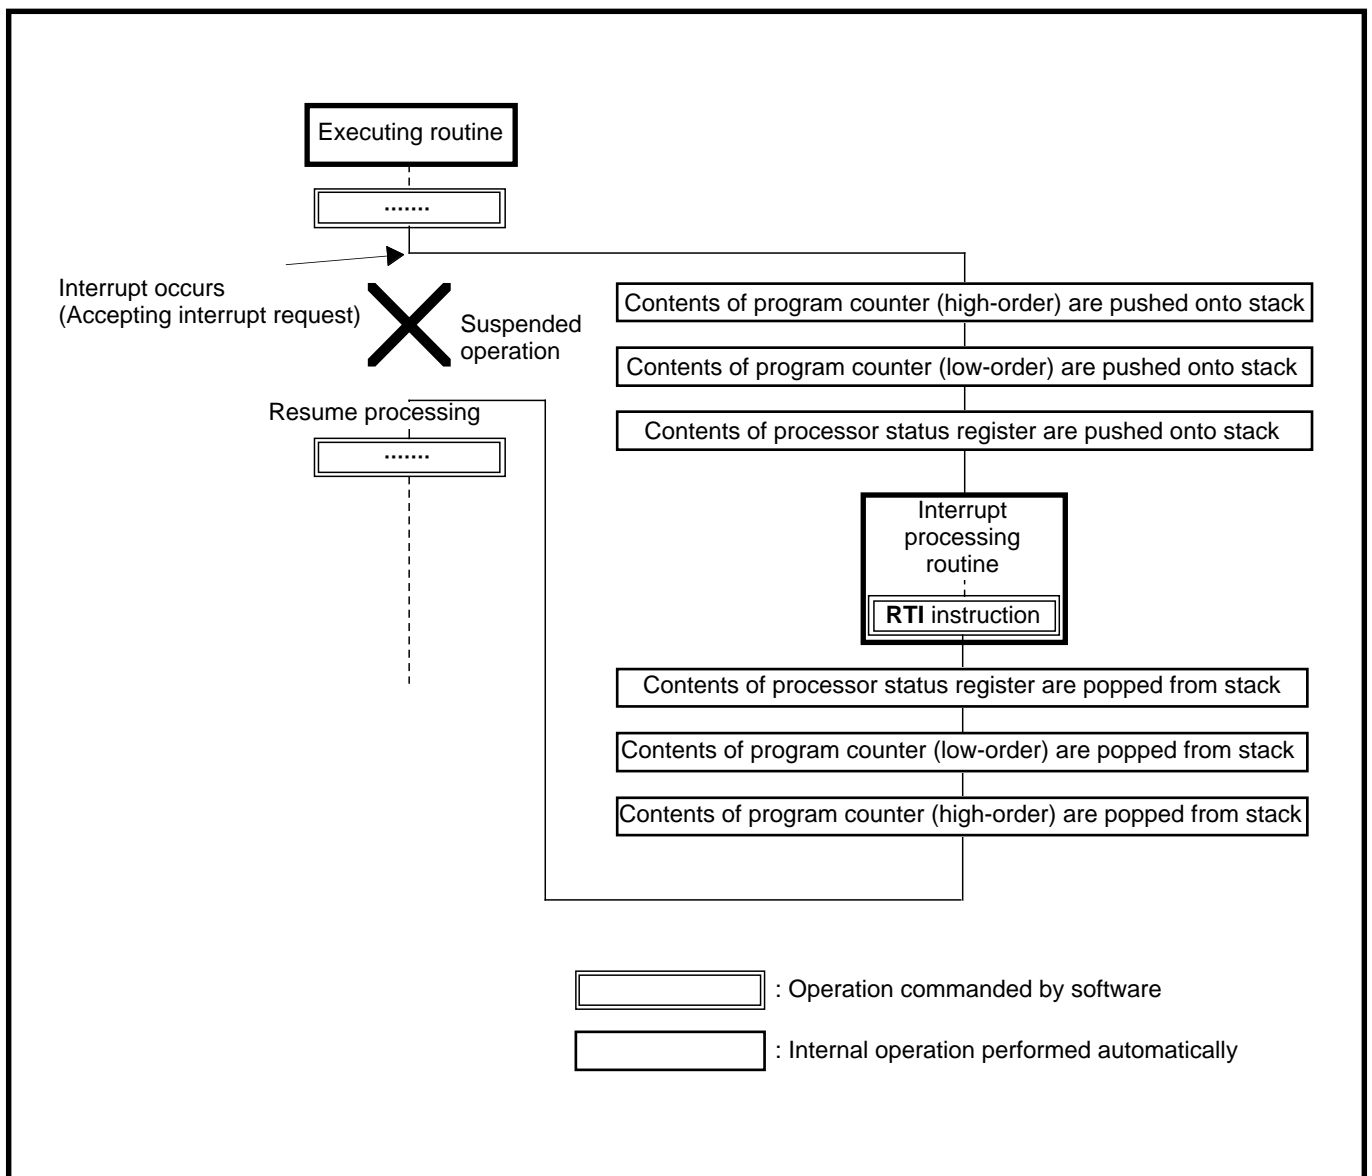 Executing routine
.......
Interrupt occurs
(Accepting interrupt request)
Suspended
operation
Contents of program counter (high-order) are pushed onto stack
Contents of program counter (low-order) are pushed onto stack
Contents of processor status register are pushed onto stack
Resume processing
.......
Interrupt
processing
routine
RTI instruction
Contents of processor status register are popped from stack
Contents of program counter (low-order) are popped from stack
Contents of program counter (high-order) are popped from stack
: Operation commanded by software
: Internal operation performed automatically